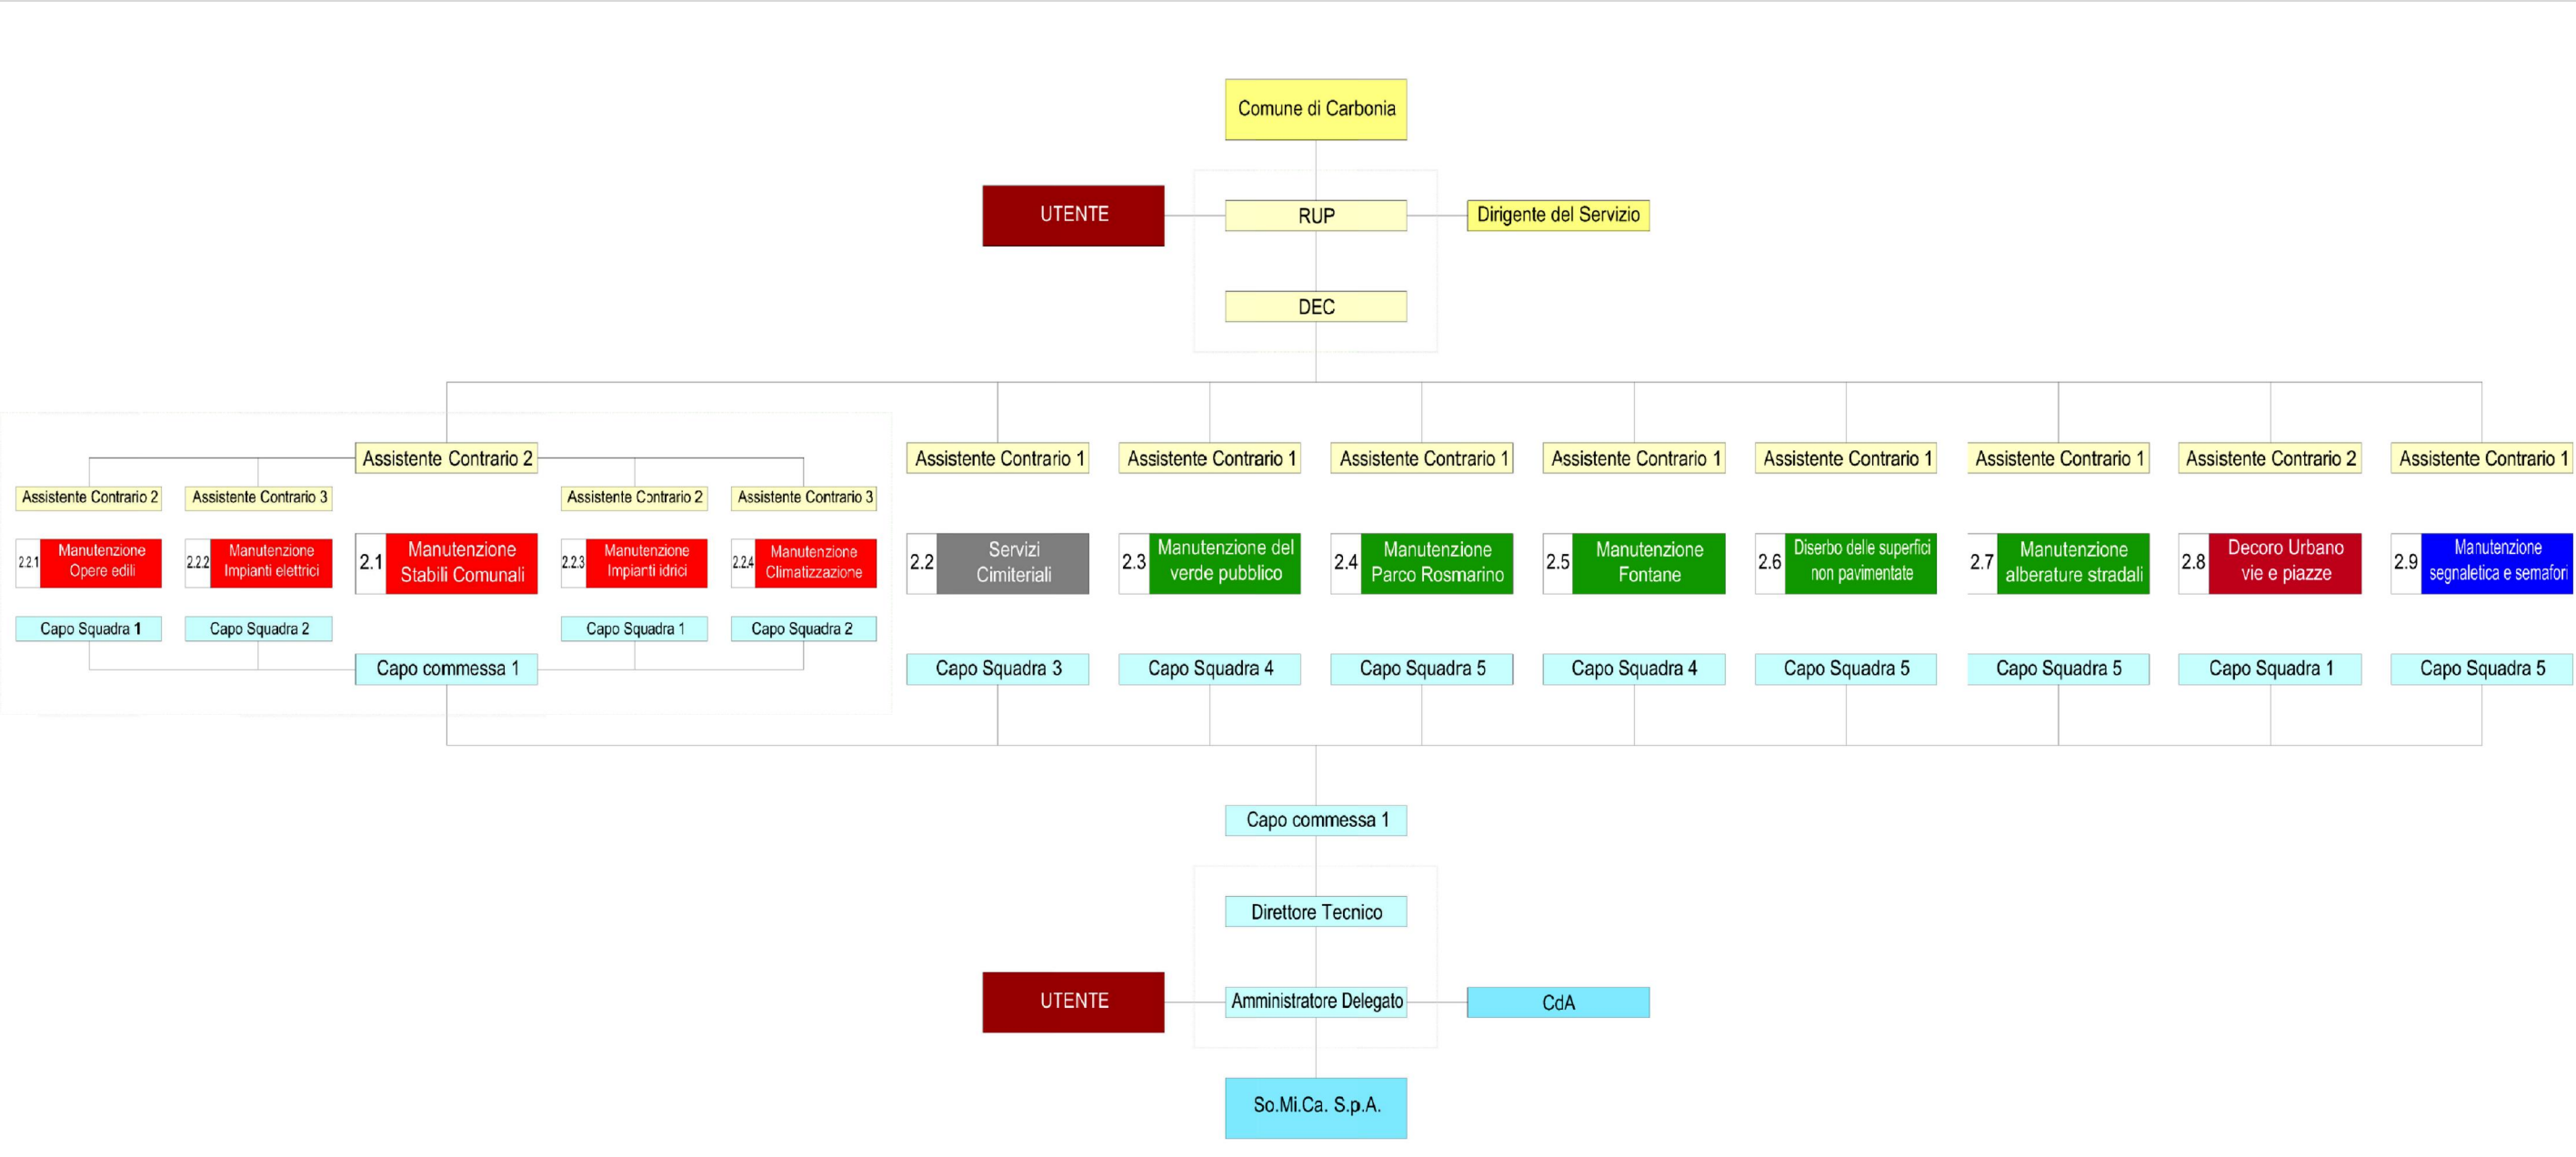 Comune di Carbonia
UTENTE
RUP
Dirigente del Servizio
DEC
Assistente Contrario 2
Assistente Contrario 1
Assistente Contrario 1
Assistente Contrario 1
Assistente Contrario 1
Assistente Contrario 1
Assistente Contrario 1
Assistente Contrario 2
Assistente Contrario 1
Assistente Contrario 2
Assistente Contrario 3
Assistente Contrario 2
Assistente Contrario 3
2.2.1
Manutenzione
Opere edili
2.2.2
Manutenzione
Impianti elettrici
2.1
Manutenzione
Stabili Comunali
2.2.3
Manutenzione
Impianti idrici
2.2.4
Manutenzione
Climatizzazione
2.2
Servizi
Cimiteriali
2.3
Manutenzione del
verde pubblico
2.4
Manutenzione
Parco Rosmarino
2.5
Manutenzione
Fontane
2.6
Diserbo delle superfici
non pavimentate
2.7
Manutenzione
alberature stradali
2.8
Decoro Urbano
vie e piazze
2.9
Manutenzione
segnaletica e semafori
Capo Squadra 1
Capo Squadra 2
Capo Squadra 1
Capo Squadra 2
Capo commessa 1
Capo Squadra 3
Capo Squadra 4
Capo Squadra 5
Capo Squadra 4
Capo Squadra 5
Capo Squadra 5
Capo Squadra 1
Capo Squadra 5
Capo commessa 1
Direttore Tecnico
UTENTE
Amministratore Delegato
CdA
So.Mi.Ca. S.p.A.